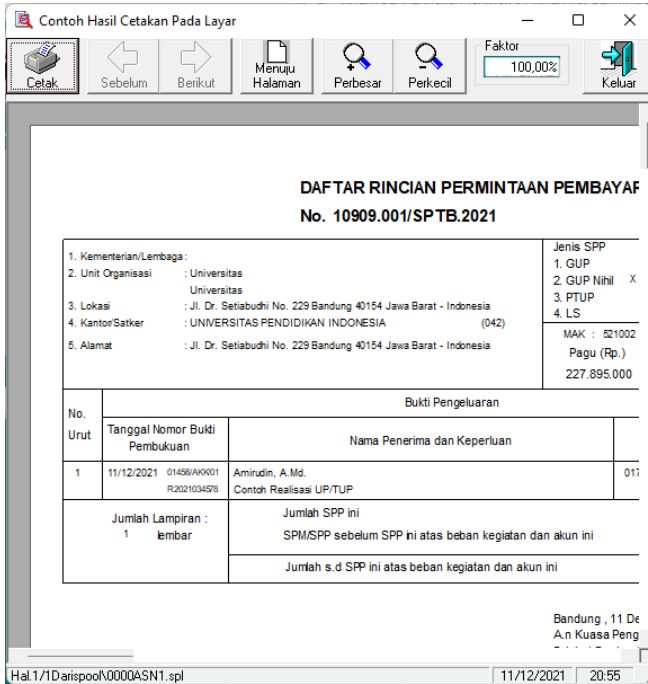 Contoh Hasil Cetakan Pada Layar
Cetak
Sebelum
Berikut
Menuju Halaman
Perbesar
Perkecil
Faktor
100,00%
Keluar
DAFTAR RINCIAN PERMINTAAN PEMBAYAR
No. 10909.001/SPTB.2021
1. Kementerian/Lembaga :
2. Unit Organisasi : Universitas
Universitas
3. Lokasi : Jl. Dr. Setiabudhi No. 229 Bandung 40154 Jawa Barat - Indonesia
4. Kantor/Satker : UNIVERSITAS PENDIDIKAN INDONESIA (042)
5. Alamat : Jl. Dr. Setiabudhi No. 229 Bandung 40154 Jawa Barat - Indonesia
Jenis SPP
1. GUP
2. GUP Nihil X
3. PTUP
4. LS
MAK : 521002
Pagu (Rp.)
227.895.000
No.
Urut
Bukti Pengeluaran
Tanggal Nomor Bukti
Pembukuan
Nama Penerima dan Keperluan
1 11/12/2021 01456/AKK/01 Amirudin, A.Md. 017
R2021034578 Contoh Realisasi UP/TUP
Jumlah Lampiran :
1 lembar
Jumlah SPP ini
SPM/SPP sebelum SPP ini atas beban kegiatan dan akun ini
Jumlah s.d SPP ini atas beban kegiatan dan akun ini
Bandung , 11 De
A.n Kuasa Peng
Hal.1/1Darispool\0000ASN1.spl
11/12/2021
20:55